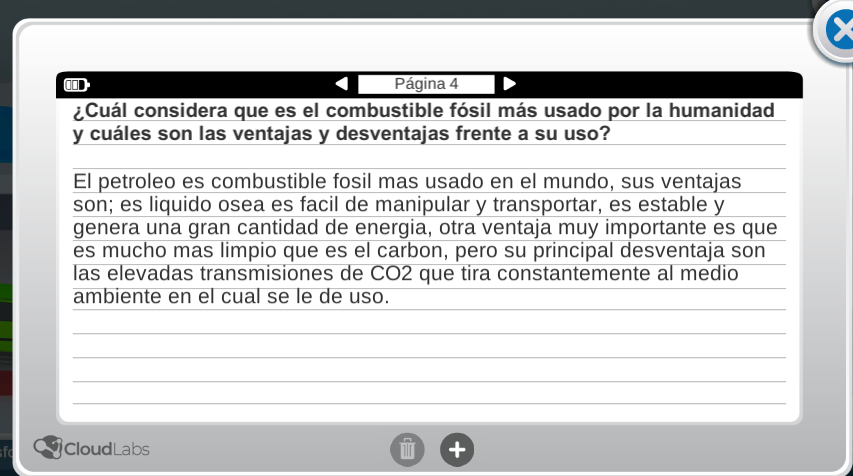 Página 4
¿Cuál considera que es el combustible fósil más usado por la humanidad
y cuáles son las ventajas y desventajas frente a su uso?
El petroleo es combustible fosil mas usado en el mundo, sus ventajas
son; es liquido osea es facil de manipular y transportar, es estable y
genera una gran cantidad de energia, otra ventaja muy importante es que
es mucho mas limpio que es el carbon, pero su principal desventaja son
las elevadas transmisiones de CO2 que tira constantemente al medio
ambiente en el cual se le de uso.
CloudLabs